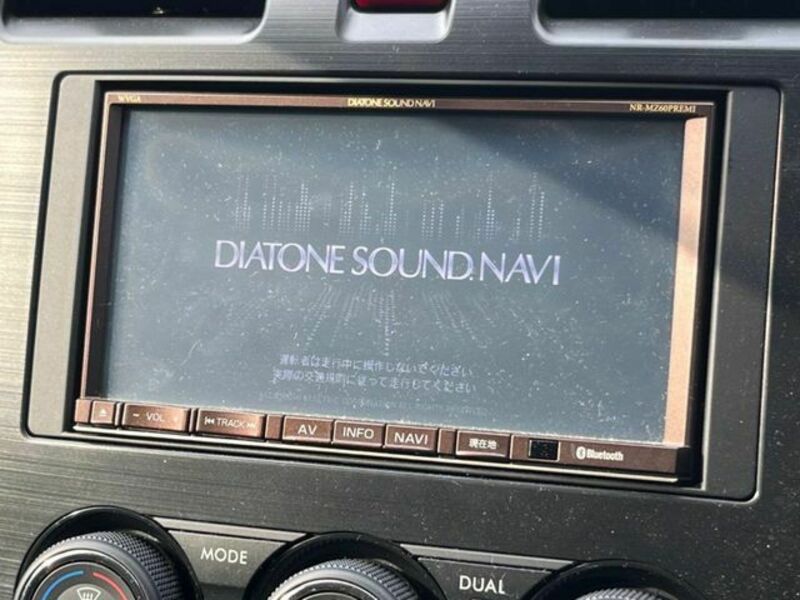 WVGA
DIATONE SOUND NAVI
NR-MZ60PREMI
DIATONE SOUND.NAVI
運転者は走行中に操作しないでください
実際の交通規制に従って走行してください
− VOL +
TRACK
AV
INFO
NAVI
現在地
Bluetooth
MODE
DUAL